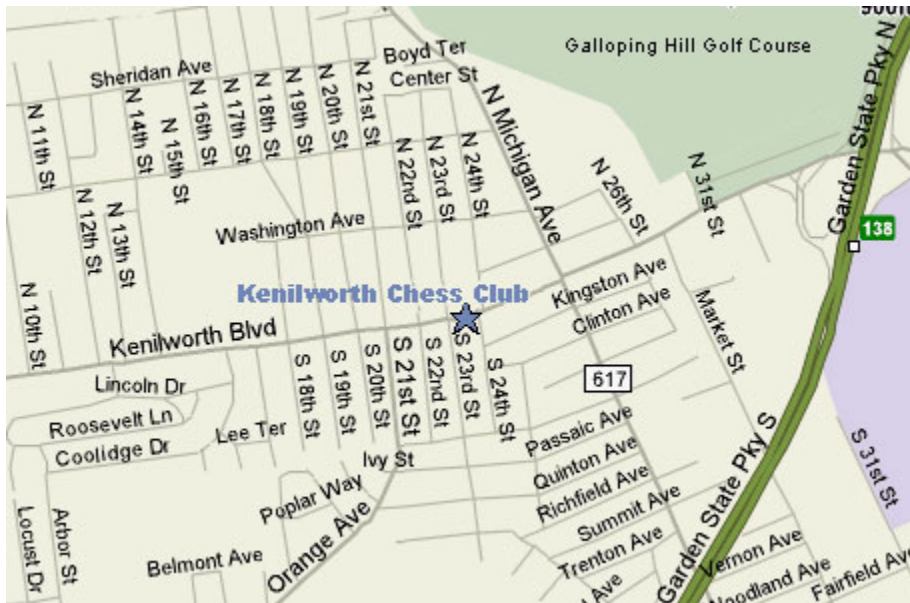 900ft
Galloping Hill Golf Course
Boyd Ter
Center St
Sheridan Ave
Garden State Pky N
N 11th St
N 14th St
N 15th St
N 16th St
N 17th St
N 18th St
N 19th St
N 20th St
N 21st St
N 22nd St
N 23rd St
N 24th St
N Michigan Ave
N 26th St
N 31st St
N 12th St
N 13th St
Washington Ave
138
N 10th St
Kenilworth Chess Club
Kingston Ave
Clinton Ave
Market St
Kenilworth Blvd
S 18th St
S 19th St
S 20th St
S 21st St
S 22nd St
S 23rd St
S 24th St
617
Lincoln Dr
Roosevelt Ln
Coolidge Dr
Lee Ter
Ivy St
Passaic Ave
Quinton Ave
Richfield Ave
Summit Ave
Trenton Ave
Garden State Pky S
S 31st St
Poplar Way
Orange Ave
Belmont Ave
Locust Dr
Arbor St
Vernon Ave
Woodland Ave
Fairfield Ave
d Ave